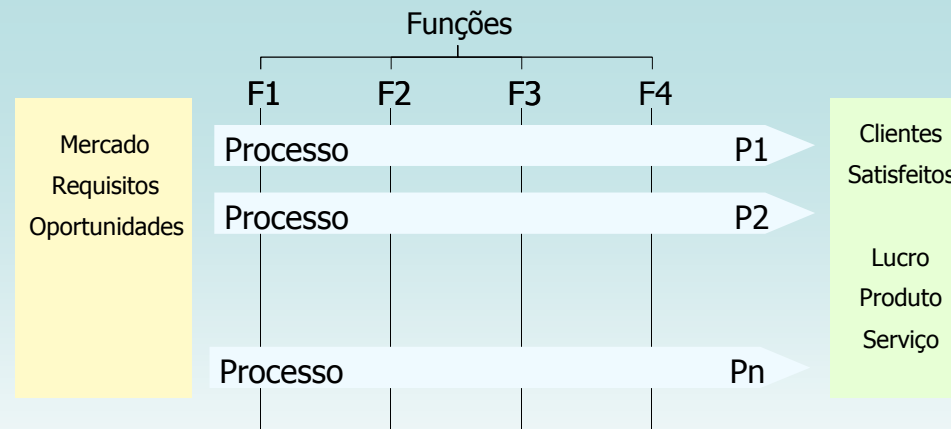 Funções
F1 F2 F3 F4
Mercado
Requisitos
Oportunidades
Processo P1
Processo P2
Processo Pn
Clientes
Satisfeitos
Lucro
Produto
Serviço